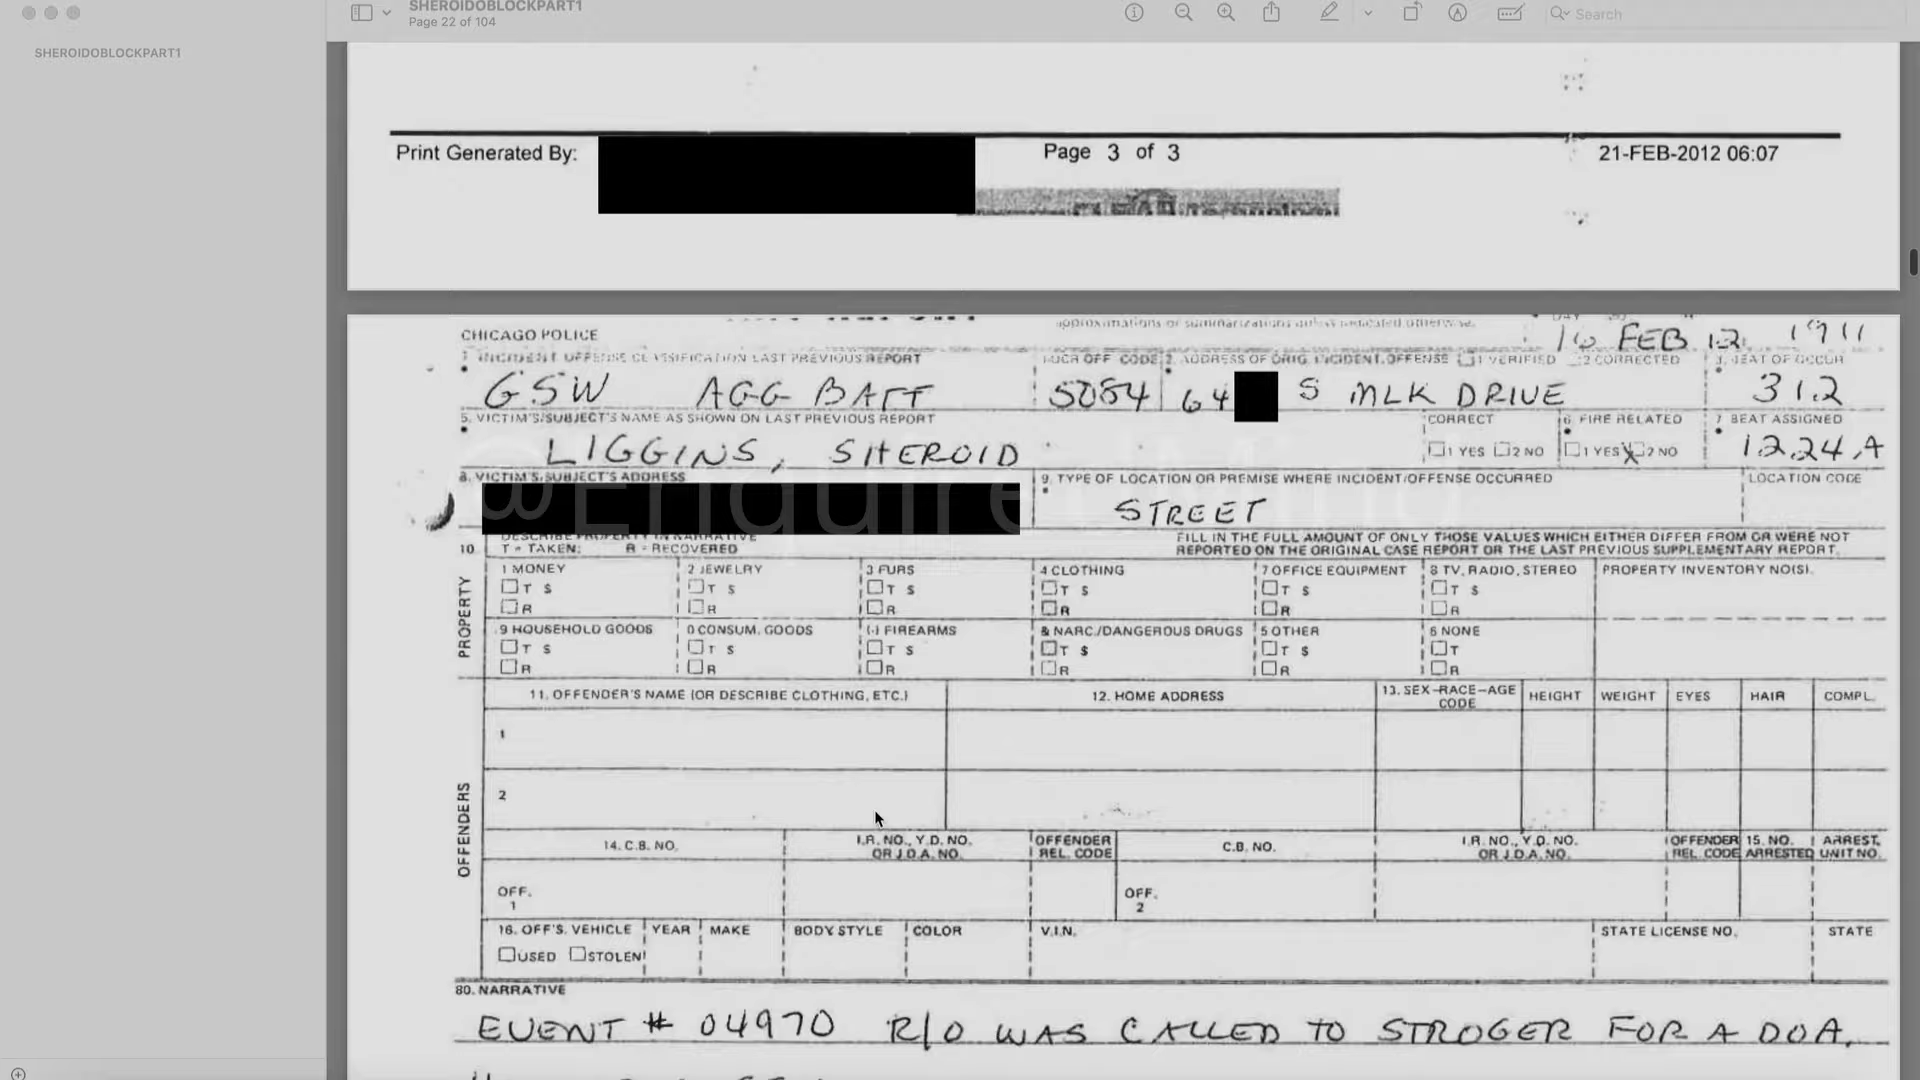 SHEROIDOBLOCKPART1
Page 22 of 104
Search
SHEROIDOBLOCKPART1
Print Generated By:
Page 3 of 3
21-FEB-2012 06:07
approximations or summarizations unless indicated otherwise.
CHICAGO POLICE
16 FEB 12 1911
1. INCIDENT OFFENSE CLASSIFICATION LAST PREVIOUS REPORT
UCR OFF CODE
2. ADDRESS OF ORIG. INCIDENT/OFFENSE
1 VERIFIED
2 CORRECTED
BEAT OF OCCUR
GSW AGG BATT
5084
64 S MLK DRIVE
312
5. VICTIM'S/SUBJECT'S NAME AS SHOWN ON LAST PREVIOUS REPORT
CORRECT
6 FIRE RELATED
7 BEAT ASSIGNED
LIGGINS, SHEROID
1 YES 2 NO
1 YES X 2 NO
1224A
8. VICTIM'S/SUBJECT'S ADDRESS
9. TYPE OF LOCATION OR PREMISE WHERE INCIDENT/OFFENSE OCCURRED
LOCATION CODE
STREET
10
DESCRIBE PROPERTY IN NARRATIVE
T = TAKEN: R = RECOVERED
FILL IN THE FULL AMOUNT OF ONLY THOSE VALUES WHICH EITHER DIFFER FROM OR WERE NOT
REPORTED ON THE ORIGINAL CASE REPORT OR THE LAST PREVIOUS SUPPLEMENTARY REPORT.
PROPERTY
1 MONEY
2 JEWELRY
3 FURS
4 CLOTHING
7 OFFICE EQUIPMENT
8 TV, RADIO, STEREO
PROPERTY INVENTORY NO(S).
T $
T $
T $
T $
T $
T $
R
R
R
R
R
R
9 HOUSEHOLD GOODS
0 CONSUM. GOODS
(-) FIREARMS
& NARC./DANGEROUS DRUGS
5 OTHER
6 NONE
T $
T $
T $
T $
T $
T
R
R
R
R
R
R
OFFENDERS
11. OFFENDER'S NAME (OR DESCRIBE CLOTHING, ETC.)
12. HOME ADDRESS
13. SEX-RACE-AGE
CODE
HEIGHT
WEIGHT
EYES
HAIR
COMPL.
1
2
14. C.B. NO.
I.R. NO., Y.D. NO.
OR J.D.A. NO.
OFFENDER
REL. CODE
C.B. NO.
I.R. NO., Y.D. NO.
OR J.D.A. NO.
OFFENDER
REL. CODE
15. NO.
ARRESTED
ARREST.
UNIT NO.
OFF.
1
OFF.
2
16. OFF'S. VEHICLE
YEAR
MAKE
BODY STYLE
COLOR
V.I.N.
STATE LICENSE NO.
STATE
USED STOLEN
80. NARRATIVE
EVENT # 04970 R/O WAS CALLED TO STROGER FOR A DOA.